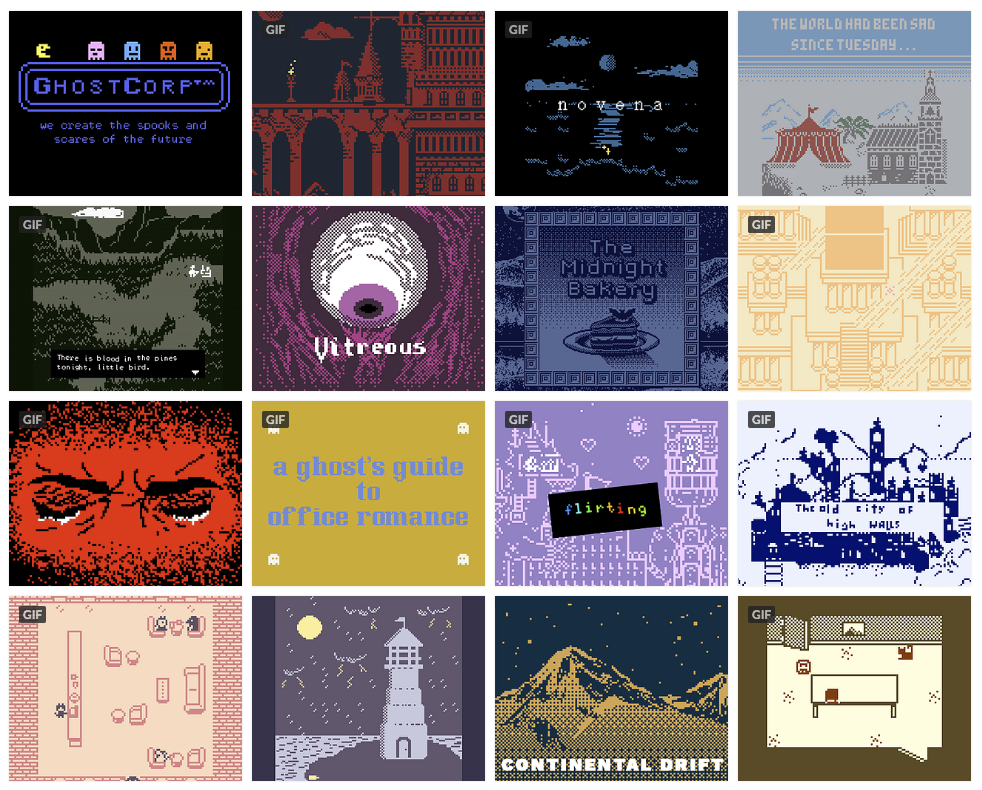 GHOSTCORP™
we create the spooks and
scares of the future
GIF
GIF
novena
THE WORLD HAD BEEN SAD
SINCE TUESDAY...
GIF
There is blood in the pines
tonight, little bird.
Vitreous
The
Midnight
Bakery
GIF
GIF
GIF
a ghost's guide
to
office romance
GIF
flirting
GIF
The old city of
high walls
GIF
CONTINENTAL DRIFT
GIF